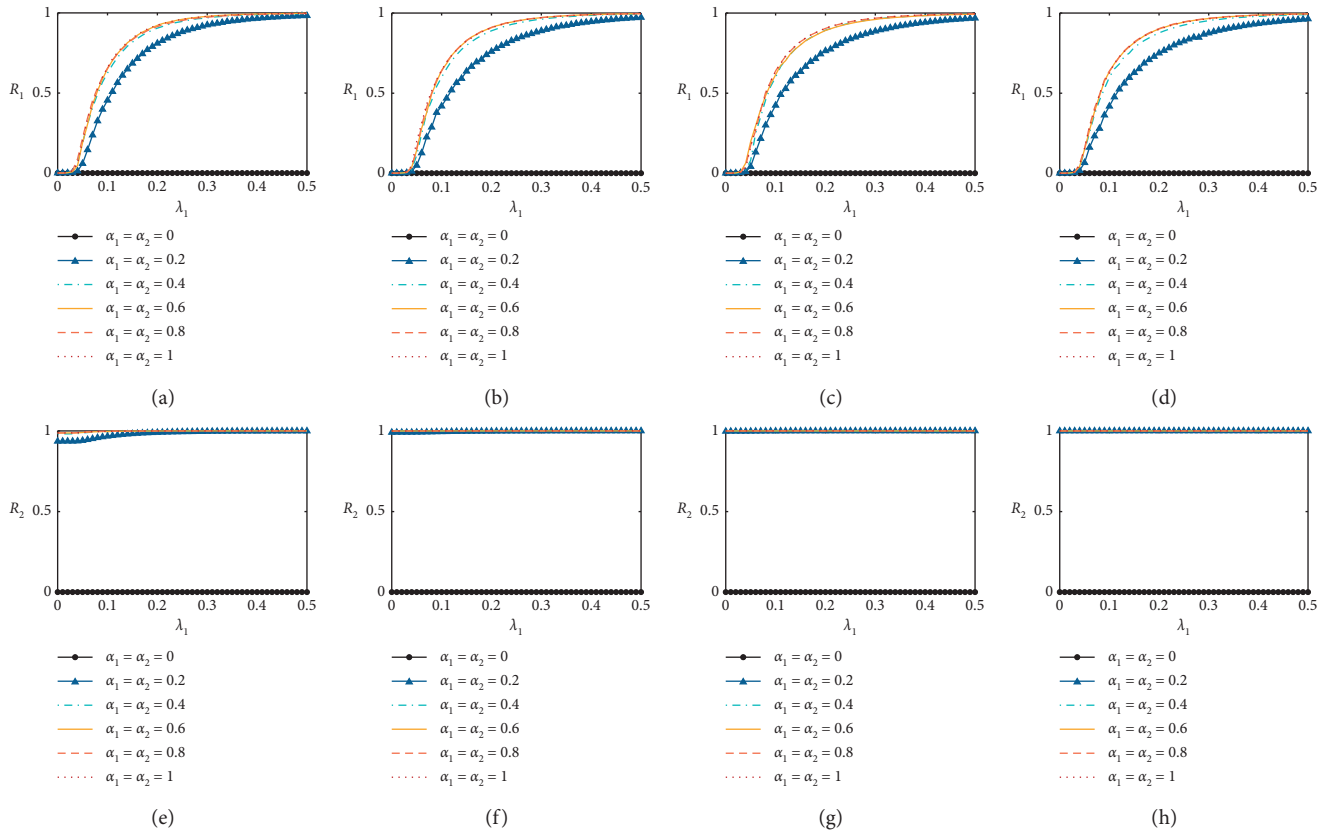 1
1
1
1
R₁ 0.5
R₁ 0.5
R₁ 0.5
R₁ 0.5
0
0
0
0
0 0.1 0.2 0.3 0.4 0.5
0 0.1 0.2 0.3 0.4 0.5
0 0.1 0.2 0.3 0.4 0.5
0 0.1 0.2 0.3 0.4 0.5
λ₁
λ₁
λ₁
λ₁
α₁ = α₂ = 0
α₁ = α₂ = 0.2
α₁ = α₂ = 0.4
α₁ = α₂ = 0.6
α₁ = α₂ = 0.8
α₁ = α₂ = 1
(a)
α₁ = α₂ = 0
α₁ = α₂ = 0.2
α₁ = α₂ = 0.4
α₁ = α₂ = 0.6
α₁ = α₂ = 0.8
α₁ = α₂ = 1
(b)
α₁ = α₂ = 0
α₁ = α₂ = 0.2
α₁ = α₂ = 0.4
α₁ = α₂ = 0.6
α₁ = α₂ = 0.8
α₁ = α₂ = 1
(c)
α₁ = α₂ = 0
α₁ = α₂ = 0.2
α₁ = α₂ = 0.4
α₁ = α₂ = 0.6
α₁ = α₂ = 0.8
α₁ = α₂ = 1
(d)
1
1
1
1
R₂ 0.5
R₂ 0.5
R₂ 0.5
R₂ 0.5
0
0
0
0
0 0.1 0.2 0.3 0.4 0.5
0 0.1 0.2 0.3 0.4 0.5
0 0.1 0.2 0.3 0.4 0.5
0 0.1 0.2 0.3 0.4 0.5
λ₁
λ₁
λ₁
λ₁
α₁ = α₂ = 0
α₁ = α₂ = 0.2
α₁ = α₂ = 0.4
α₁ = α₂ = 0.6
α₁ = α₂ = 0.8
α₁ = α₂ = 1
(e)
α₁ = α₂ = 0
α₁ = α₂ = 0.2
α₁ = α₂ = 0.4
α₁ = α₂ = 0.6
α₁ = α₂ = 0.8
α₁ = α₂ = 1
(f)
α₁ = α₂ = 0
α₁ = α₂ = 0.2
α₁ = α₂ = 0.4
α₁ = α₂ = 0.6
α₁ = α₂ = 0.8
α₁ = α₂ = 1
(g)
α₁ = α₂ = 0
α₁ = α₂ = 0.2
α₁ = α₂ = 0.4
α₁ = α₂ = 0.6
α₁ = α₂ = 0.8
α₁ = α₂ = 1
(h)